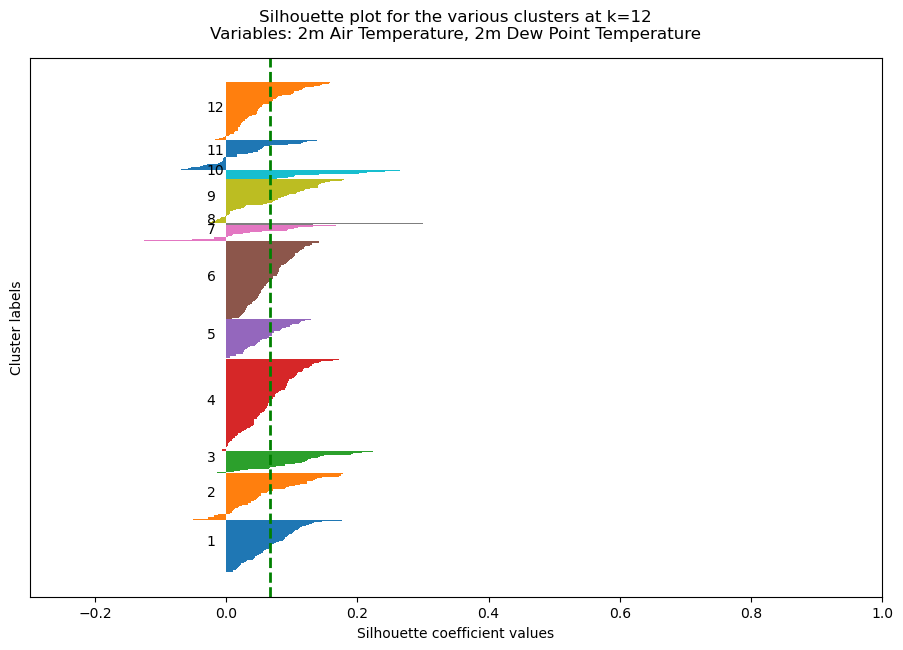 Silhouette plot for the various clusters at k=12
Variables: 2m Air Temperature, 2m Dew Point Temperature
Cluster labels
12
11
10
9
8
7
6
5
4
3
2
1
−0.2 0.0 0.2 0.4 0.6 0.8 1.0
Silhouette coefficient values